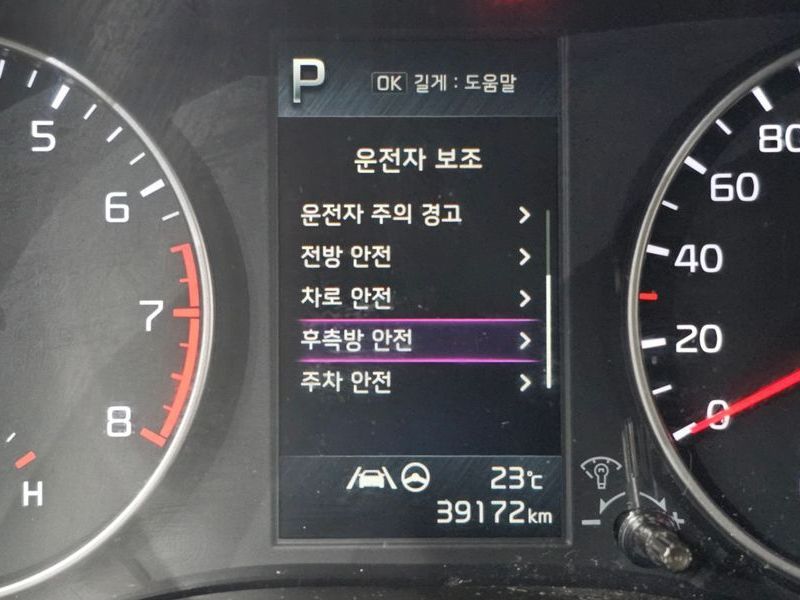 P
OK 길게 : 도움말
운전자 보조
운전자 주의 경고
전방 안전
차로 안전
후측방 안전
주차 안전
23℃
39172km
5
6
7
8
H
80
60
40
20
0